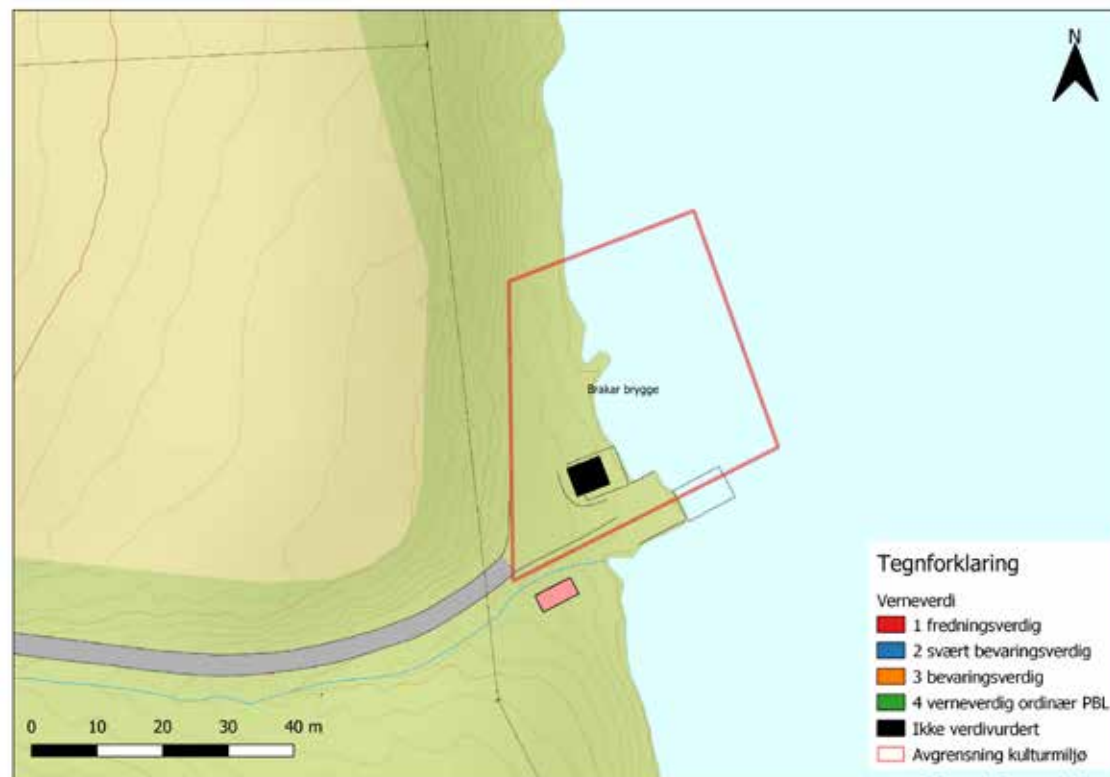 N
Brakar brygge
Tegnforklaring
Verneverdi
1 fredningsverdig
2 svært bevaringsverdig
3 bevaringsverdig
4 verneverdig ordinær PBL
Ikke verdivurdert
Avgrensning kulturmiljø
0 10 20 30 40 m